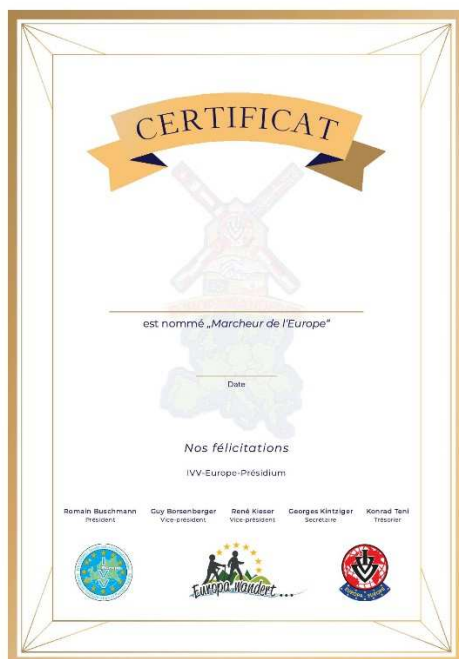 CERTIFICAT
est nommé „Marcheur de l'Europe“
Date
Nos félicitations
IVV-Europe-Présidium
Romain Buschmann Guy Borsenberger René Kieser Georges Kintziger Konrad Teni
Président Vice-président Vice-président Secrétaire Trésorier
Europa wandert...